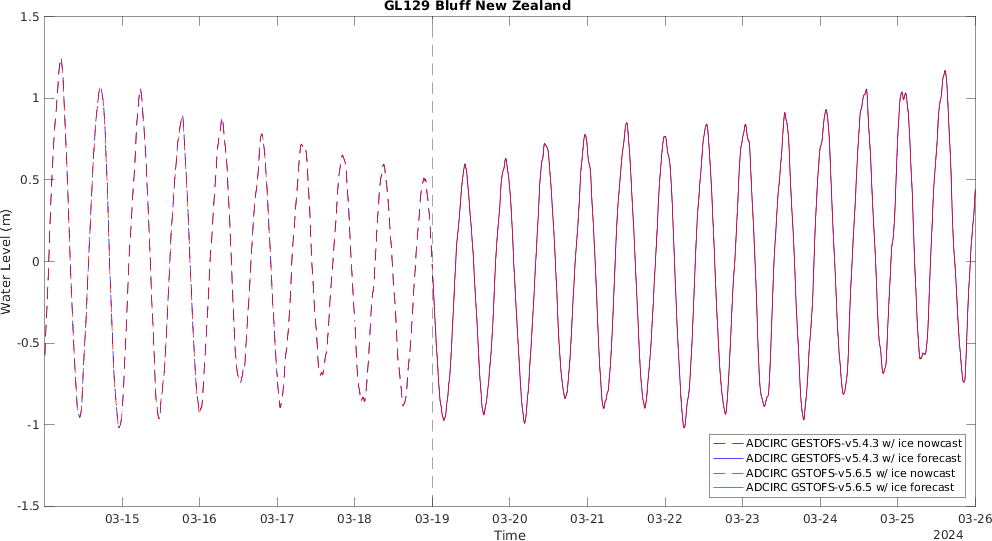 GL129 Bluff New Zealand
Water Level (m)
1.5
1
0.5
0
-0.5
-1
-1.5
ADCIRC GESTOFS-v5.4.3 w/ ice nowcast
ADCIRC GESTOFS-v5.4.3 w/ ice forecast
ADCIRC GSTOFS-v5.6.5 w/ ice nowcast
ADCIRC GSTOFS-v5.6.5 w/ ice forecast
03-15 03-16 03-17 03-18 03-19 03-20 03-21 03-22 03-23 03-24 03-25 03-26
Time
2024